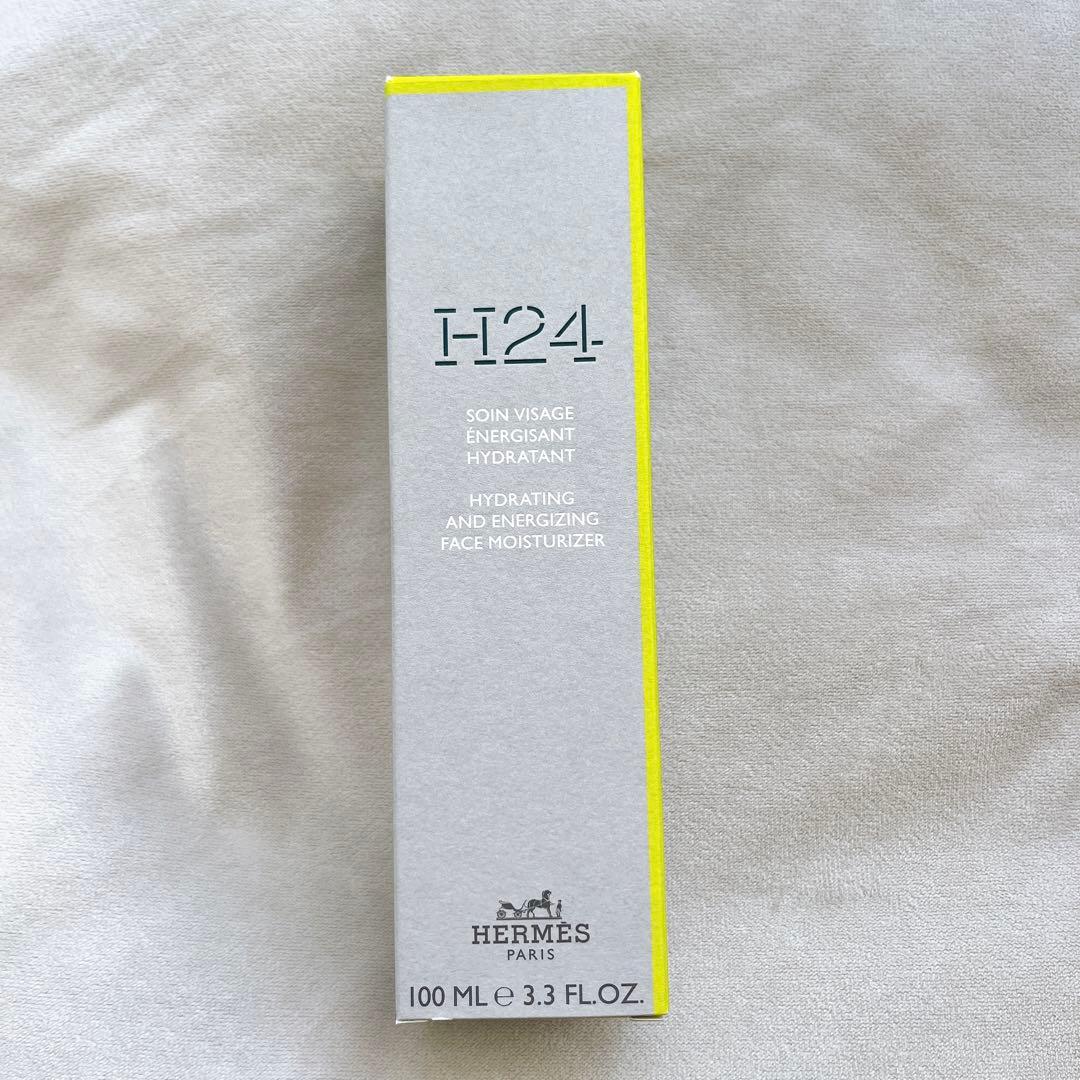 H24
SOIN VISAGE
ÉNERGISANT
HYDRATANT
HYDRATING
AND ENERGIZING
FACE MOISTURIZER
HERMÈS
PARIS
100 ML ℮ 3.3 FL.OZ.